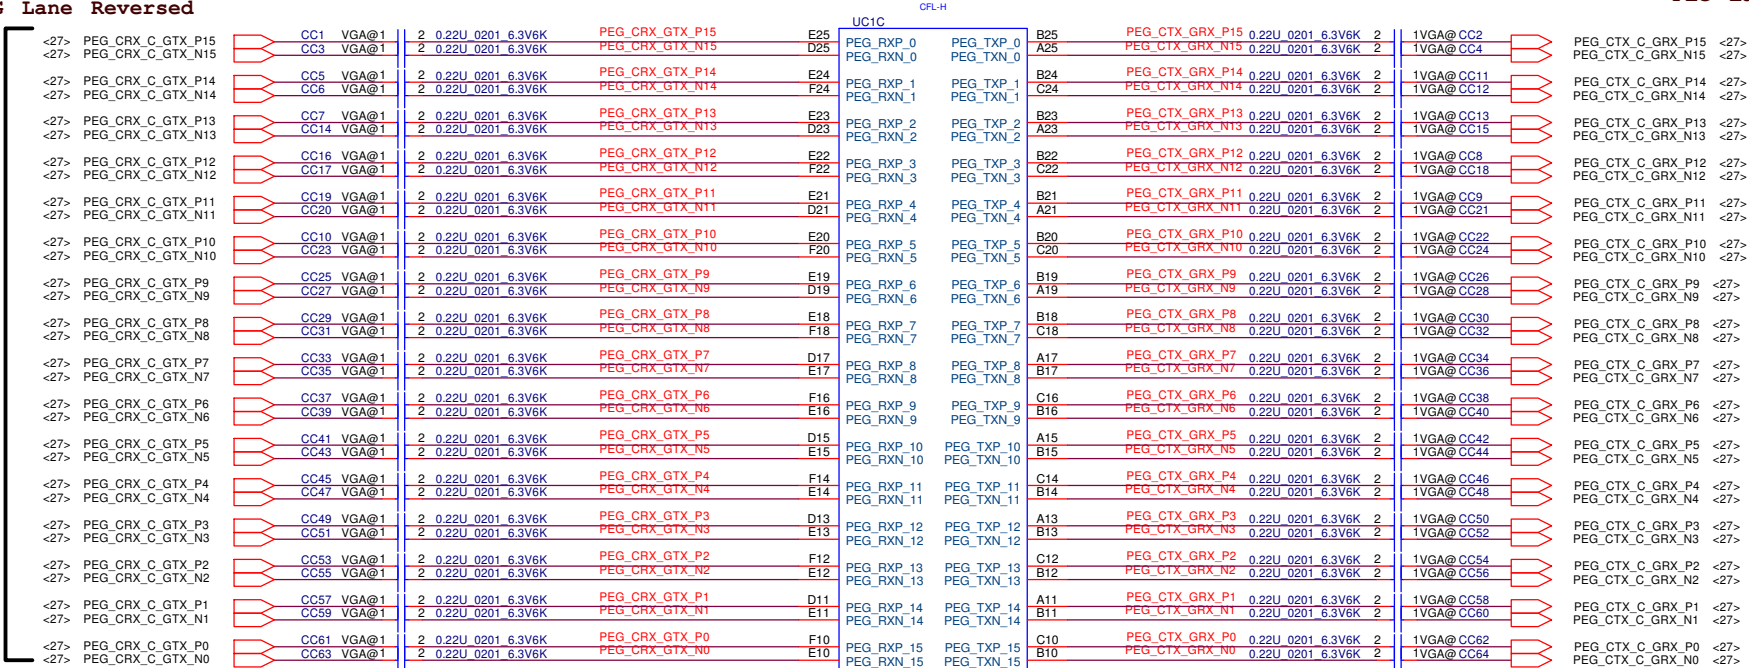 G Lane Reversed
CFL-H
UC1C
<27> PEG_CRX_C_GTX_P15 CC1 VGA@1 2 0.22U_0201_6.3V6K PEG_CRX_GTX_P15 E25 PEG_RXP_0 PEG_TXP_0 B25 PEG_CTX_GRX_P15 0.22U_0201_6.3V6K 2 1VGA@ CC2 PEG_CTX_C_GRX_P15 <27>
<27> PEG_CRX_C_GTX_N15 CC3 VGA@1 2 0.22U_0201_6.3V6K PEG_CRX_GTX_N15 D25 PEG_RXN_0 PEG_TXN_0 A25 PEG_CTX_GRX_N15 0.22U_0201_6.3V6K 2 1VGA@ CC4 PEG_CTX_C_GRX_N15 <27>
<27> PEG_CRX_C_GTX_P14 CC5 VGA@1 2 0.22U_0201_6.3V6K PEG_CRX_GTX_P14 E24 PEG_RXP_1 PEG_TXP_1 B24 PEG_CTX_GRX_P14 0.22U_0201_6.3V6K 2 1VGA@ CC11 PEG_CTX_C_GRX_P14 <27>
<27> PEG_CRX_C_GTX_N14 CC6 VGA@1 2 0.22U_0201_6.3V6K PEG_CRX_GTX_N14 F24 PEG_RXN_1 PEG_TXN_1 C24 PEG_CTX_GRX_N14 0.22U_0201_6.3V6K 2 1VGA@ CC12 PEG_CTX_C_GRX_N14 <27>
<27> PEG_CRX_C_GTX_P13 CC7 VGA@1 2 0.22U_0201_6.3V6K PEG_CRX_GTX_P13 E23 PEG_RXP_2 PEG_TXP_2 B23 PEG_CTX_GRX_P13 0.22U_0201_6.3V6K 2 1VGA@ CC13 PEG_CTX_C_GRX_P13 <27>
<27> PEG_CRX_C_GTX_N13 CC14 VGA@1 2 0.22U_0201_6.3V6K PEG_CRX_GTX_N13 D23 PEG_RXN_2 PEG_TXN_2 A23 PEG_CTX_GRX_N13 0.22U_0201_6.3V6K 2 1VGA@ CC15 PEG_CTX_C_GRX_N13 <27>
<27> PEG_CRX_C_GTX_P12 CC16 VGA@1 2 0.22U_0201_6.3V6K PEG_CRX_GTX_P12 E22 PEG_RXP_3 PEG_TXP_3 B22 PEG_CTX_GRX_P12 0.22U_0201_6.3V6K 2 1VGA@ CC8 PEG_CTX_C_GRX_P12 <27>
<27> PEG_CRX_C_GTX_N12 CC17 VGA@1 2 0.22U_0201_6.3V6K PEG_CRX_GTX_N12 F22 PEG_RXN_3 PEG_TXN_3 C22 PEG_CTX_GRX_N12 0.22U_0201_6.3V6K 2 1VGA@ CC18 PEG_CTX_C_GRX_N12 <27>
<27> PEG_CRX_C_GTX_P11 CC19 VGA@1 2 0.22U_0201_6.3V6K PEG_CRX_GTX_P11 E21 PEG_RXP_4 PEG_TXP_4 B21 PEG_CTX_GRX_P11 0.22U_0201_6.3V6K 2 1VGA@ CC9 PEG_CTX_C_GRX_P11 <27>
<27> PEG_CRX_C_GTX_N11 CC20 VGA@1 2 0.22U_0201_6.3V6K PEG_CRX_GTX_N11 D21 PEG_RXN_4 PEG_TXN_4 A21 PEG_CTX_GRX_N11 0.22U_0201_6.3V6K 2 1VGA@ CC21 PEG_CTX_C_GRX_N11 <27>
<27> PEG_CRX_C_GTX_P10 CC10 VGA@1 2 0.22U_0201_6.3V6K PEG_CRX_GTX_P10 E20 PEG_RXP_5 PEG_TXP_5 B20 PEG_CTX_GRX_P10 0.22U_0201_6.3V6K 2 1VGA@ CC22 PEG_CTX_C_GRX_P10 <27>
<27> PEG_CRX_C_GTX_N10 CC23 VGA@1 2 0.22U_0201_6.3V6K PEG_CRX_GTX_N10 F20 PEG_RXN_5 PEG_TXN_5 C20 PEG_CTX_GRX_N10 0.22U_0201_6.3V6K 2 1VGA@ CC24 PEG_CTX_C_GRX_N10 <27>
<27> PEG_CRX_C_GTX_P9 CC25 VGA@1 2 0.22U_0201_6.3V6K PEG_CRX_GTX_P9 E19 PEG_RXP_6 PEG_TXP_6 B19 PEG_CTX_GRX_P9 0.22U_0201_6.3V6K 2 1VGA@ CC26 PEG_CTX_C_GRX_P9 <27>
<27> PEG_CRX_C_GTX_N9 CC27 VGA@1 2 0.22U_0201_6.3V6K PEG_CRX_GTX_N9 D19 PEG_RXN_6 PEG_TXN_6 A19 PEG_CTX_GRX_N9 0.22U_0201_6.3V6K 2 1VGA@ CC28 PEG_CTX_C_GRX_N9 <27>
<27> PEG_CRX_C_GTX_P8 CC29 VGA@1 2 0.22U_0201_6.3V6K PEG_CRX_GTX_P8 E18 PEG_RXP_7 PEG_TXP_7 B18 PEG_CTX_GRX_P8 0.22U_0201_6.3V6K 2 1VGA@ CC30 PEG_CTX_C_GRX_P8 <27>
<27> PEG_CRX_C_GTX_N8 CC31 VGA@1 2 0.22U_0201_6.3V6K PEG_CRX_GTX_N8 F18 PEG_RXN_7 PEG_TXN_7 C18 PEG_CTX_GRX_N8 0.22U_0201_6.3V6K 2 1VGA@ CC32 PEG_CTX_C_GRX_N8 <27>
<27> PEG_CRX_C_GTX_P7 CC33 VGA@1 2 0.22U_0201_6.3V6K PEG_CRX_GTX_P7 D17 PEG_RXP_8 PEG_TXP_8 A17 PEG_CTX_GRX_P7 0.22U_0201_6.3V6K 2 1VGA@ CC34 PEG_CTX_C_GRX_P7 <27>
<27> PEG_CRX_C_GTX_N7 CC35 VGA@1 2 0.22U_0201_6.3V6K PEG_CRX_GTX_N7 E17 PEG_RXN_8 PEG_TXN_8 B17 PEG_CTX_GRX_N7 0.22U_0201_6.3V6K 2 1VGA@ CC36 PEG_CTX_C_GRX_N7 <27>
<27> PEG_CRX_C_GTX_P6 CC37 VGA@1 2 0.22U_0201_6.3V6K PEG_CRX_GTX_P6 F16 PEG_RXP_9 PEG_TXP_9 C16 PEG_CTX_GRX_P6 0.22U_0201_6.3V6K 2 1VGA@ CC38 PEG_CTX_C_GRX_P6 <27>
<27> PEG_CRX_C_GTX_N6 CC39 VGA@1 2 0.22U_0201_6.3V6K PEG_CRX_GTX_N6 E16 PEG_RXN_9 PEG_TXN_9 B16 PEG_CTX_GRX_N6 0.22U_0201_6.3V6K 2 1VGA@ CC40 PEG_CTX_C_GRX_N6 <27>
<27> PEG_CRX_C_GTX_P5 CC41 VGA@1 2 0.22U_0201_6.3V6K PEG_CRX_GTX_P5 D15 PEG_RXP_10 PEG_TXP_10 A15 PEG_CTX_GRX_P5 0.22U_0201_6.3V6K 2 1VGA@ CC42 PEG_CTX_C_GRX_P5 <27>
<27> PEG_CRX_C_GTX_N5 CC43 VGA@1 2 0.22U_0201_6.3V6K PEG_CRX_GTX_N5 E15 PEG_RXN_10 PEG_TXN_10 B15 PEG_CTX_GRX_N5 0.22U_0201_6.3V6K 2 1VGA@ CC44 PEG_CTX_C_GRX_N5 <27>
<27> PEG_CRX_C_GTX_P4 CC45 VGA@1 2 0.22U_0201_6.3V6K PEG_CRX_GTX_P4 F14 PEG_RXP_11 PEG_TXP_11 C14 PEG_CTX_GRX_P4 0.22U_0201_6.3V6K 2 1VGA@ CC46 PEG_CTX_C_GRX_P4 <27>
<27> PEG_CRX_C_GTX_N4 CC47 VGA@1 2 0.22U_0201_6.3V6K PEG_CRX_GTX_N4 E14 PEG_RXN_11 PEG_TXN_11 B14 PEG_CTX_GRX_N4 0.22U_0201_6.3V6K 2 1VGA@ CC48 PEG_CTX_C_GRX_N4 <27>
<27> PEG_CRX_C_GTX_P3 CC49 VGA@1 2 0.22U_0201_6.3V6K PEG_CRX_GTX_P3 D13 PEG_RXP_12 PEG_TXP_12 A13 PEG_CTX_GRX_P3 0.22U_0201_6.3V6K 2 1VGA@ CC50 PEG_CTX_C_GRX_P3 <27>
<27> PEG_CRX_C_GTX_N3 CC51 VGA@1 2 0.22U_0201_6.3V6K PEG_CRX_GTX_N3 E13 PEG_RXN_12 PEG_TXN_12 B13 PEG_CTX_GRX_N3 0.22U_0201_6.3V6K 2 1VGA@ CC52 PEG_CTX_C_GRX_N3 <27>
<27> PEG_CRX_C_GTX_P2 CC53 VGA@1 2 0.22U_0201_6.3V6K PEG_CRX_GTX_P2 F12 PEG_RXP_13 PEG_TXP_13 C12 PEG_CTX_GRX_P2 0.22U_0201_6.3V6K 2 1VGA@ CC54 PEG_CTX_C_GRX_P2 <27>
<27> PEG_CRX_C_GTX_N2 CC55 VGA@1 2 0.22U_0201_6.3V6K PEG_CRX_GTX_N2 E12 PEG_RXN_13 PEG_TXN_13 B12 PEG_CTX_GRX_N2 0.22U_0201_6.3V6K 2 1VGA@ CC56 PEG_CTX_C_GRX_N2 <27>
<27> PEG_CRX_C_GTX_P1 CC57 VGA@1 2 0.22U_0201_6.3V6K PEG_CRX_GTX_P1 D11 PEG_RXP_14 PEG_TXP_14 A11 PEG_CTX_GRX_P1 0.22U_0201_6.3V6K 2 1VGA@ CC58 PEG_CTX_C_GRX_P1 <27>
<27> PEG_CRX_C_GTX_N1 CC59 VGA@1 2 0.22U_0201_6.3V6K PEG_CRX_GTX_N1 E11 PEG_RXN_14 PEG_TXN_14 B11 PEG_CTX_GRX_N1 0.22U_0201_6.3V6K 2 1VGA@ CC60 PEG_CTX_C_GRX_N1 <27>
<27> PEG_CRX_C_GTX_P0 CC61 VGA@1 2 0.22U_0201_6.3V6K PEG_CRX_GTX_P0 F10 PEG_RXP_15 PEG_TXP_15 C10 PEG_CTX_GRX_P0 0.22U_0201_6.3V6K 2 1VGA@ CC62 PEG_CTX_C_GRX_P0 <27>
<27> PEG_CRX_C_GTX_N0 CC63 VGA@1 2 0.22U_0201_6.3V6K PEG_CRX_GTX_N0 E10 PEG_RXN_15 PEG_TXN_15 B10 PEG_CTX_GRX_N0 0.22U_0201_6.3V6K 2 1VGA@ CC64 PEG_CTX_C_GRX_N0 <27>